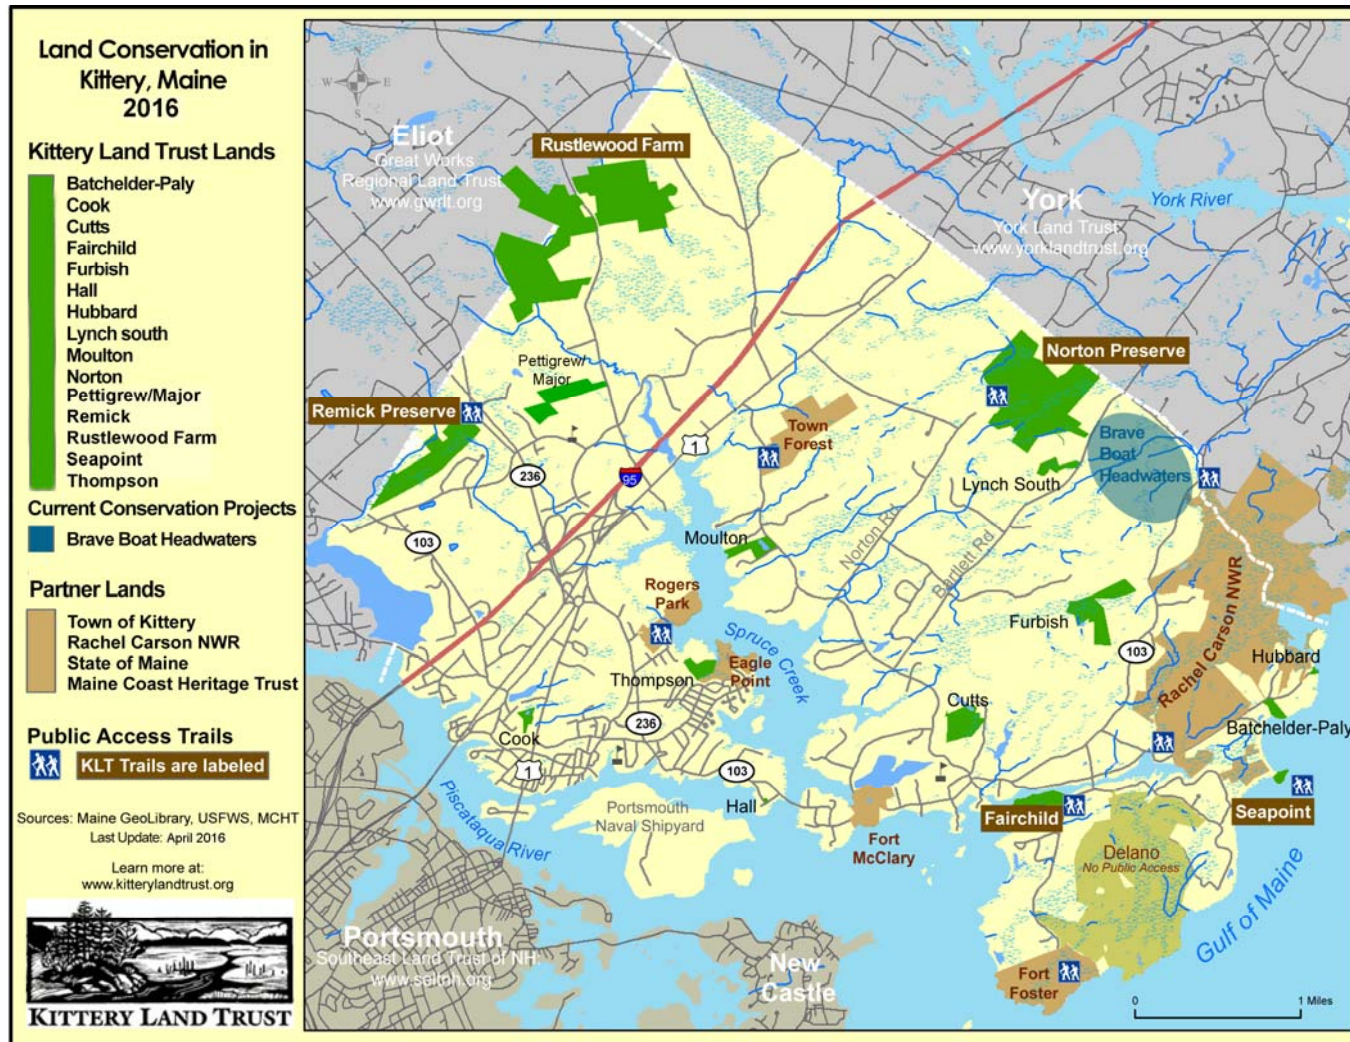 Land Conservation in
Kittery, Maine
2016
Kittery Land Trust Lands
Batchelder-Paly
Cook
Cutts
Fairchild
Furbish
Hall
Hubbard
Lynch south
Moulton
Norton
Pettigrew/Major
Remick
Rustlewood Farm
Seapoint
Thompson
Current Conservation Projects
Brave Boat Headwaters
Partner Lands
Town of Kittery
Rachel Carson NWR
State of Maine
Maine Coast Heritage Trust
Public Access Trails
KLT Trails are labeled
Sources: Maine GeoLibrary, USFWS, MCHT
Last Update: April 2016
Learn more at:
www.kitterylandtrust.org
KITTERY LAND TRUST
N
W
E
S
Eliot
Great Works
Regional Land Trust
www.gwrlt.org
Rustlewood Farm
York
York Land Trust
www.yorklandtrust.org
York River
Pettigrew/
Major
Remick Preserve
Norton Preserve
Town
Forest
Brave
Boat
Headwaters
1
236
95
103
Lynch South
Moulton
Norton Rd
Bartlett Rd
Rogers
Park
Furbish
103
Rachel Carson NWR
Hubbard
Spruce Creek
Thompson
Eagle
Point
Cutts
Batchelder-Paly
Cook
236
1
103
Hall
Portsmouth
Naval Shipyard
Piscataqua River
Fort
McClary
Fairchild
Seapoint
Delano
No Public Access
Gulf of Maine
Portsmouth
Southeast Land Trust of NH:
www.seltnh.org
New
Castle
Fort
Foster
0
1 Miles